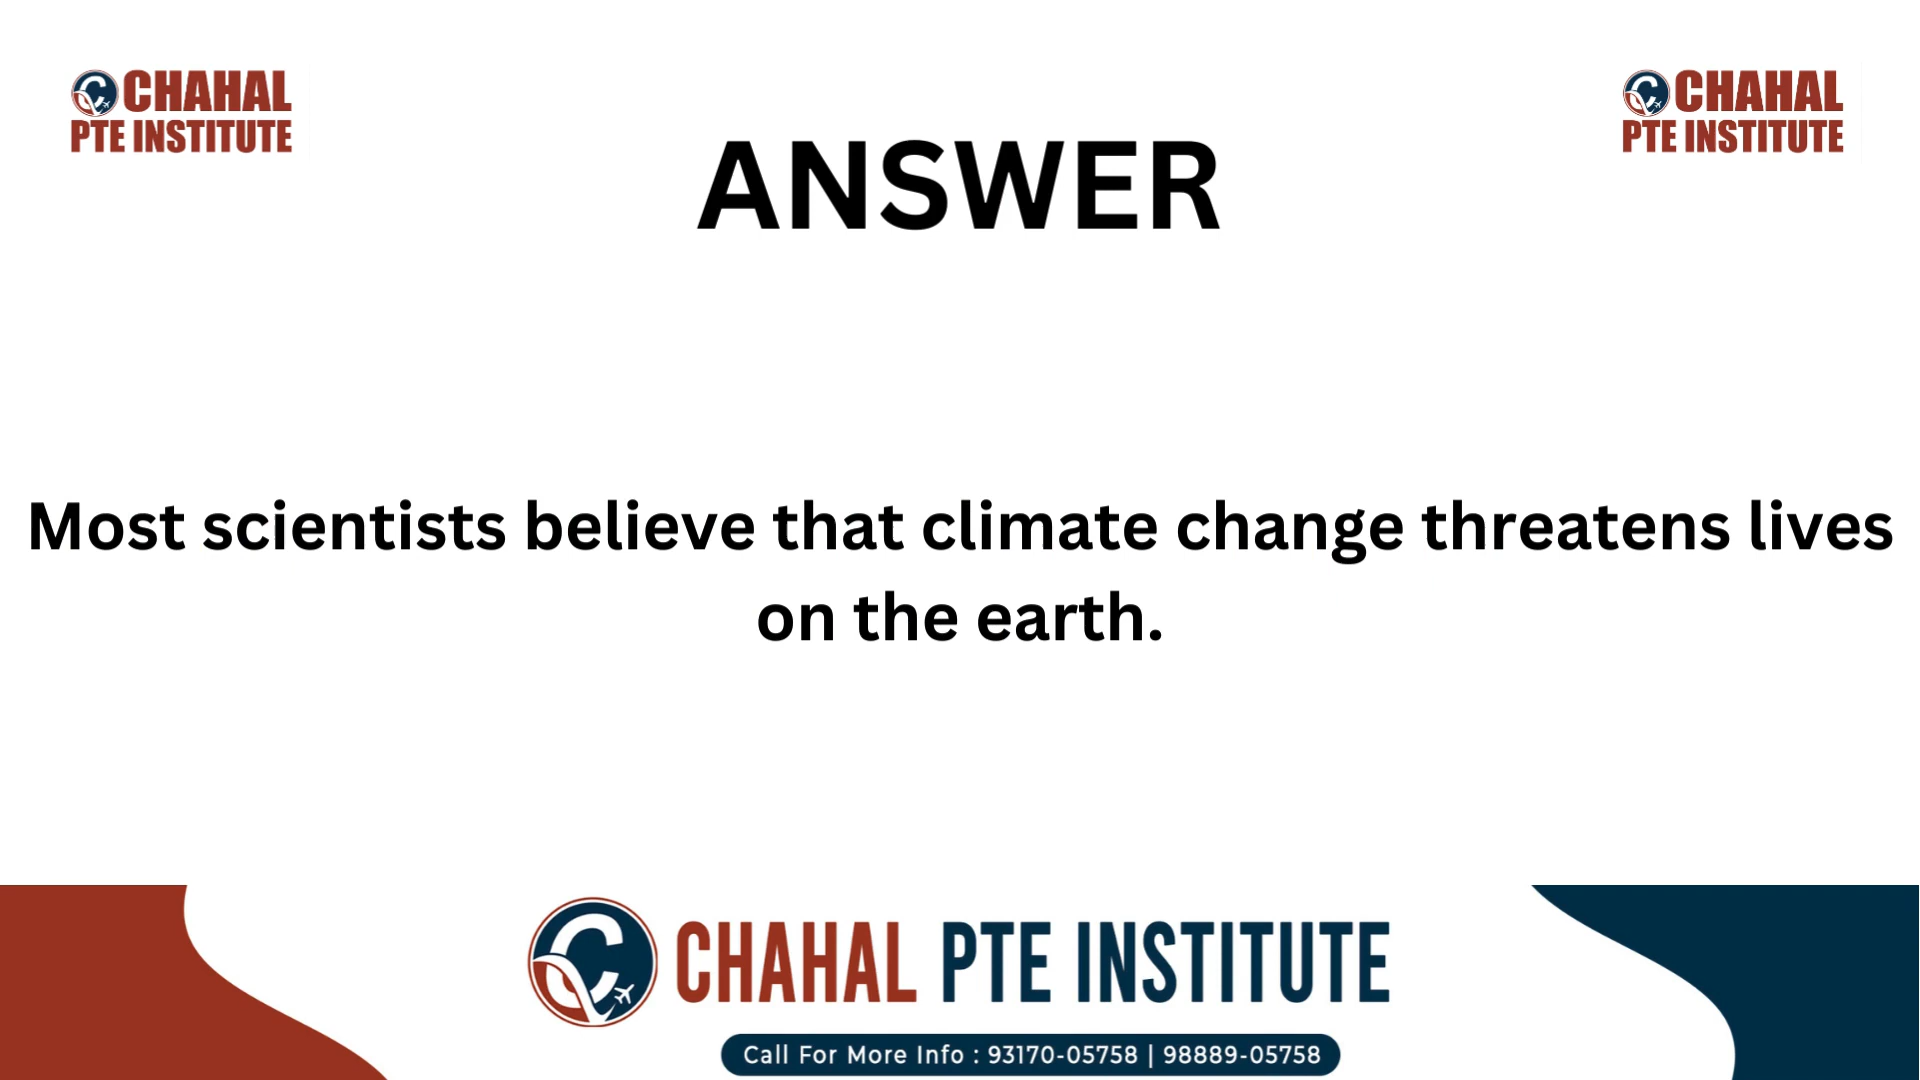 CHAHAL
PTE INSTITUTE
CHAHAL
PTE INSTITUTE
ANSWER
Most scientists believe that climate change threatens lives
on the earth.
CHAHAL PTE INSTITUTE
Call For More Info : 93170-05758 | 98889-05758